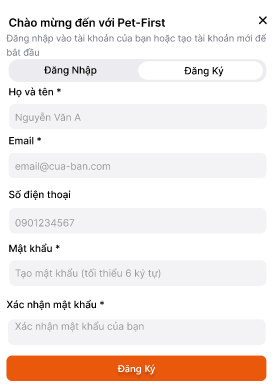 Chào mừng đến với Pet-First
Đăng nhập vào tài khoản của bạn hoặc tạo tài khoản mới để
bắt đầu
Đăng Nhập
Đăng Ký
Họ và tên *
Nguyễn Văn A
Email *
email@cua-ban.com
Số điện thoại
0901234567
Mật khẩu *
Tạo mật khẩu (tối thiểu 6 ký tự)
Xác nhận mật khẩu *
Xác nhận mật khẩu của bạn
Đăng Ký